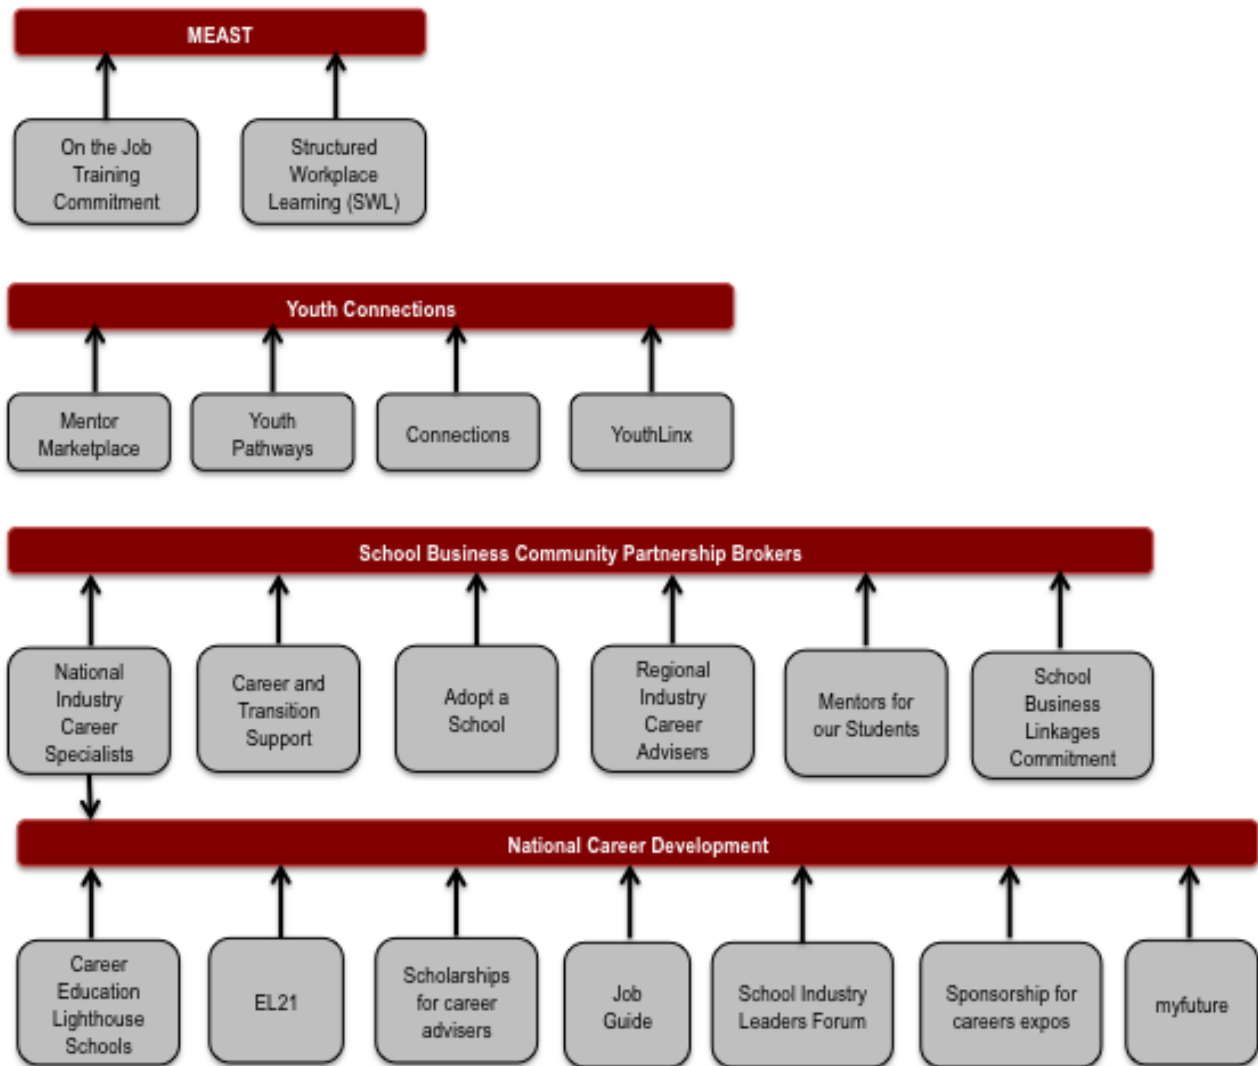 MEAST
On the Job
Training
Commitment
Structured
Workplace
Learning (SWL)
Youth Connections
Mentor
Marketplace
Youth
Pathways
Connections
YouthLinx
School Business Community Partnership Brokers
National
Industry
Career
Specialists
Career and
Transition
Support
Adopt a
School
Regional
Industry
Career
Advisers
Mentors for
our Students
School
Business
Linkages
Commitment
National Career Development
Career
Education
Lighthouse
Schools
EL21
Scholarships
for career
advisers
Job
Guide
School Industry
Leaders Forum
Sponsorship for
careers expos
myfuture